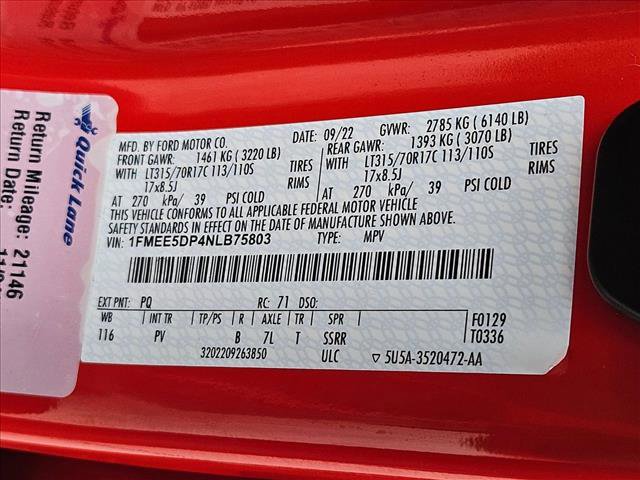 Quick Lane
Return Mileage: 21146
Return Date:
MFD. BY FORD MOTOR CO.
DATE: 09/22 GVWR: 2785 KG ( 6140 LB)
FRONT GAWR: 1461 KG ( 3220 LB)
WITH LT315/70R17C 113/110S TIRES
17x8.5J RIMS
AT 270 kPa/ 39 PSI COLD
REAR GAWR: 1393 KG ( 3070 LB)
WITH LT315/70R17C 113/110S TIRES
17x8.5J RIMS
AT 270 kPa/ 39 PSI COLD
THIS VEHICLE CONFORMS TO ALL APPLICABLE FEDERAL MOTOR VEHICLE
SAFETY STANDARDS IN EFFECT ON THE DATE OF MANUFACTURE SHOWN ABOVE.
VIN: 1FMEE5DP4NLB75803 TYPE: MPV
EXT PNT: PQ RC: 71 DSO:
WB INT TR TP/PS R AXLE TR SPR F0129
116 PV B 7L T SSRR T0336
3202209263850 ULC 5U5A-3520472-AA